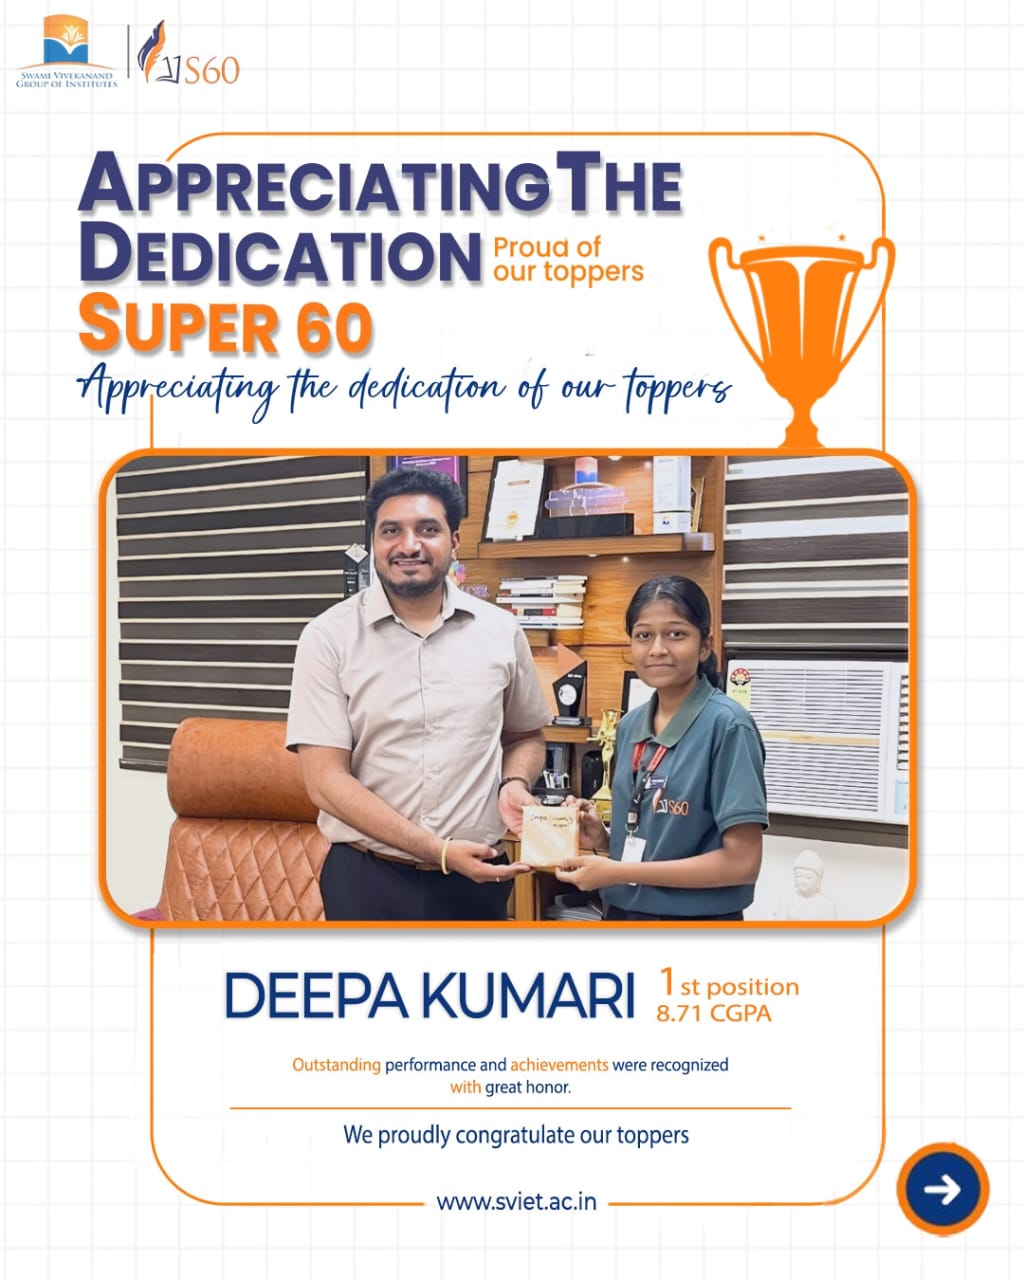 SWAMI VIVEKANAND
GROUP OF INSTITUTES
S60
APPRECIATING THE
DEDICATION
Proud of
our toppers
SUPER 60
Appreciating the dedication of our toppers
S60
DEEPA KUMARI
1st position
8.71 CGPA
Outstanding performance and achievements were recognized
with great honor.
We proudly congratulate our toppers
www.sviet.ac.in